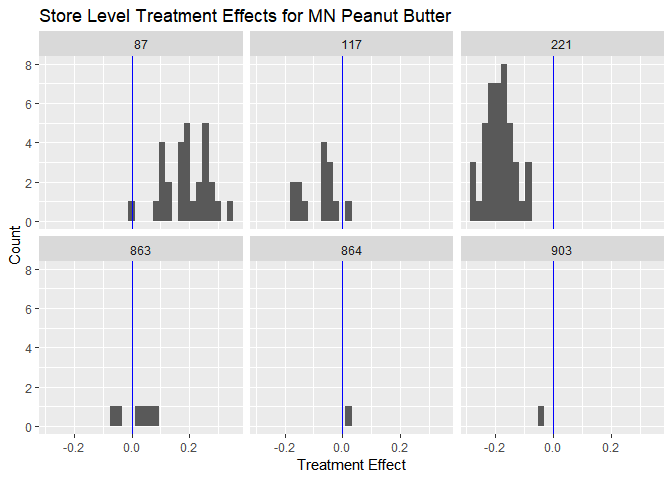 Store Level Treatment Effects for MN Peanut Butter
87 117 221
8
6
4
2
0
863 864 903
8
6
4
2
0
-0.2 0.0 0.2 -0.2 0.0 0.2 -0.2 0.0 0.2
Count
Treatment Effect